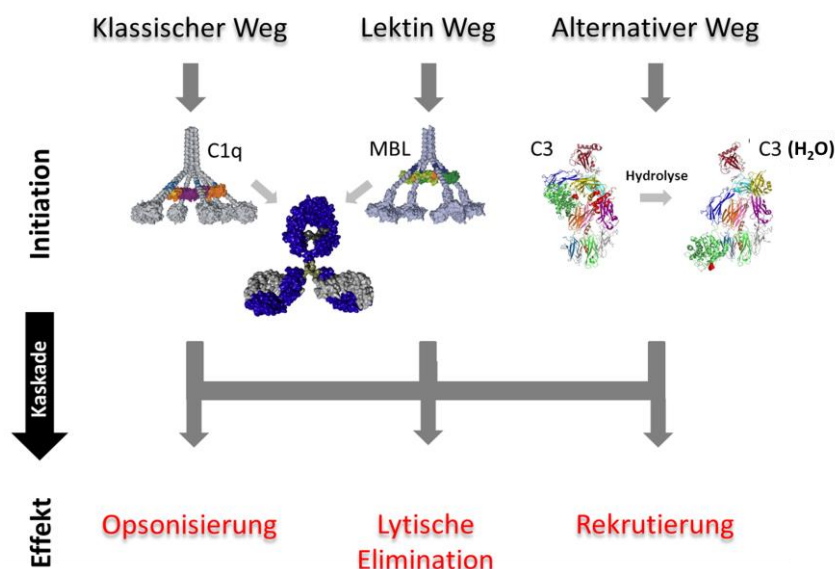 Klassischer Weg
Lektin Weg
Alternativer Weg
Initiation
C1q
MBL
C3
Hydrolyse
C3 (H₂O)
Kaskade
Effekt
Opsonisierung
Lytische
Elimination
Rekrutierung